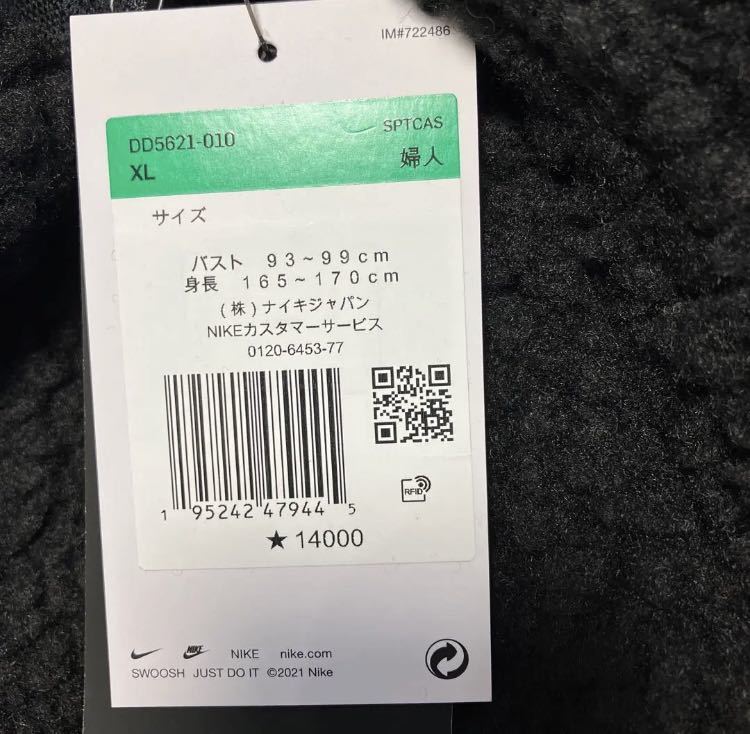 IM#722486
DD5621-010 SPTCAS
XL 婦人
サイズ
バスト 93~99cm
身長 165~170cm
(株)ナイキジャパン
NIKEカスタマーサービス
0120-6453-77
RFID
1 95242 47944 5
★ 14000
NIKE NIKE nike.com
SWOOSH JUST DO IT ©2021 Nike